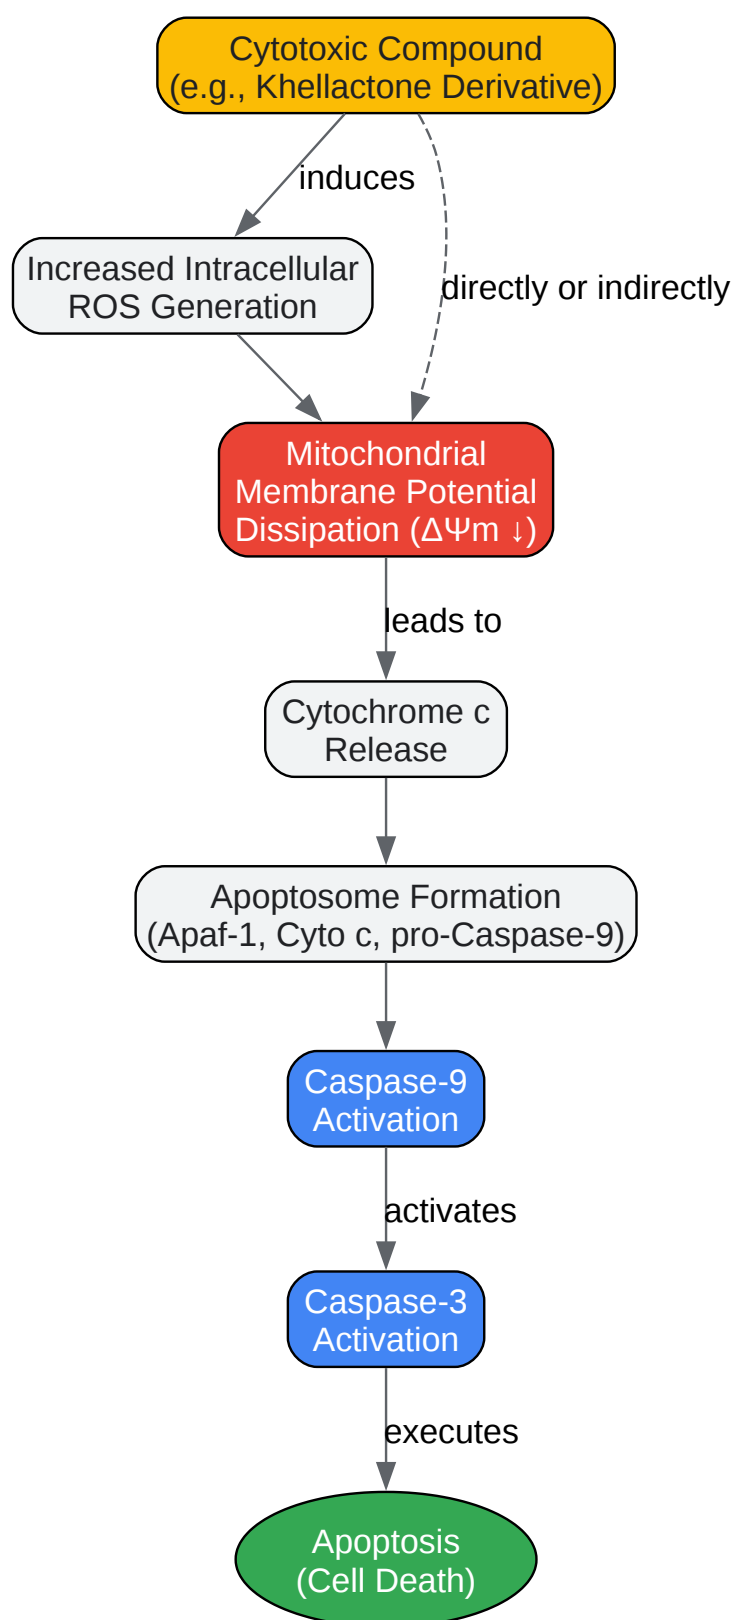 Cytotoxic Compound
(e.g., Khellactone Derivative)
induces
Increased Intracellular
ROS Generation
directly or indirectly
Mitochondrial
Membrane Potential
Dissipation (ΔΨm ↓)
leads to
Cytochrome c
Release
Apoptosome Formation
(Apaf-1, Cyto c, pro-Caspase-9)
Caspase-9
Activation
activates
Caspase-3
Activation
executes
Apoptosis
(Cell Death)